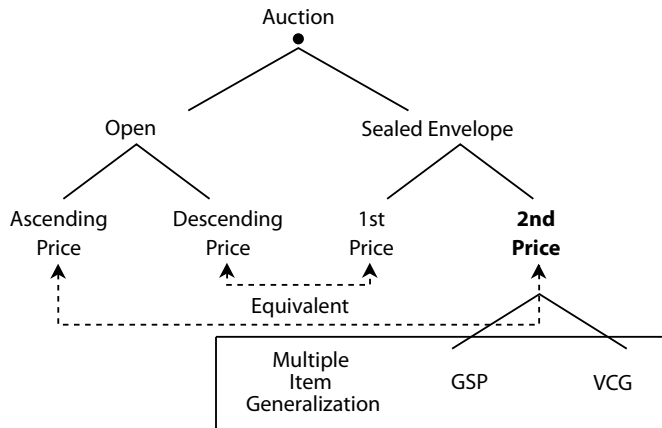 Auction
Open
Sealed Envelope
Ascending
Price
Descending
Price
1st
Price
2nd
Price
Equivalent
Multiple
Item
Generalization
GSP
VCG